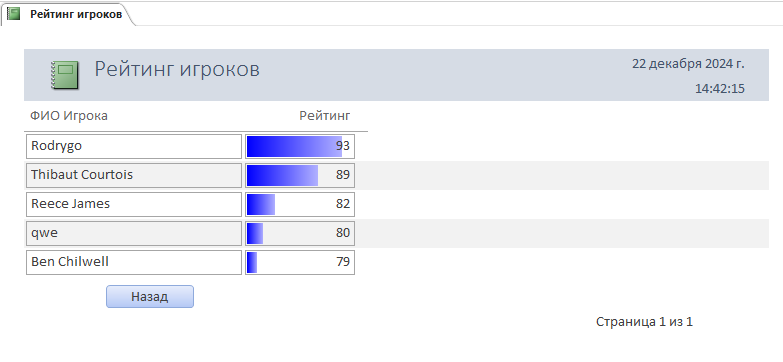 Рейтинг игроков
Рейтинг игроков
22 декабря 2024 г.
14:42:15
ФИО Игрока Рейтинг
Rodrygo 93
Thibaut Courtois 89
Reece James 82
qwe 80
Ben Chilwell 79
Назад
Страница 1 из 1